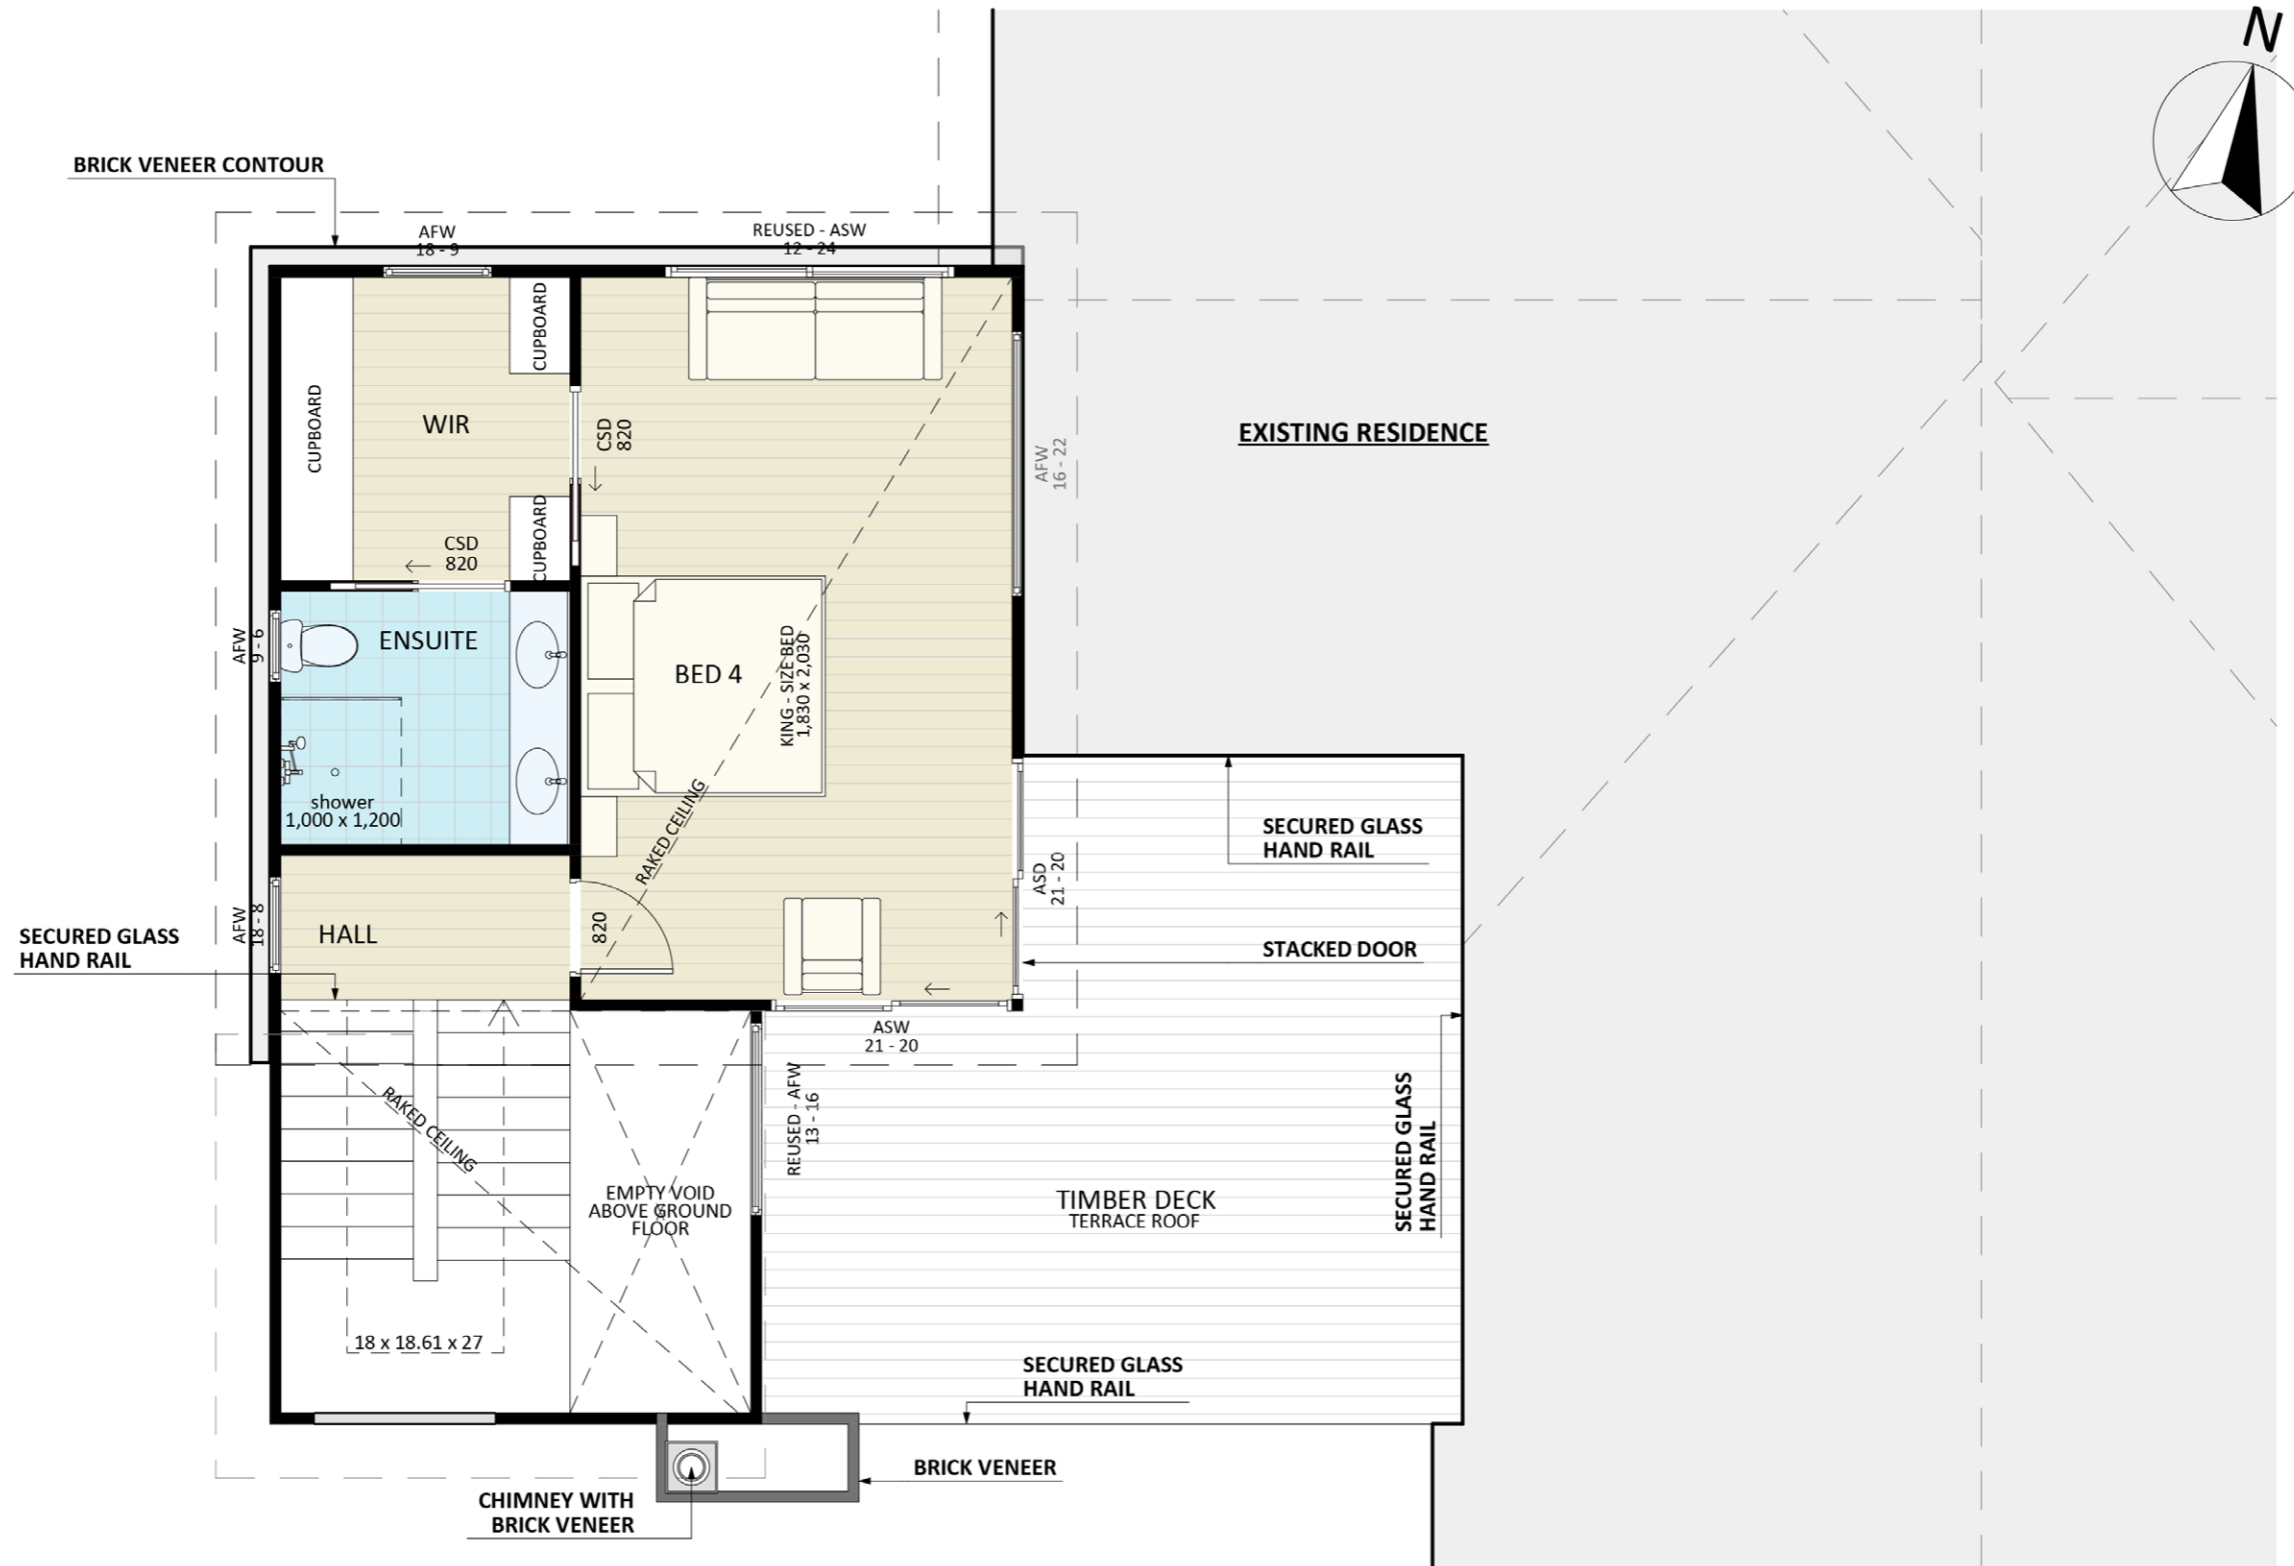 N
BRICK VENEER CONTOUR
AFW
18 - 9
REUSED - ASW
12 - 24
CUPBOARD
CUPBOARD
WIR
CSD
820
EXISTING RESIDENCE
AFW
16 - 22
CUPBOARD
CSD
820
AFW
9 - 6
ENSUITE
BED 4
KING - SIZE BED
1,830 x 2,030
shower
1,000 x 1,200
RAKED CEILING
SECURED GLASS
HAND RAIL
ASD
21 - 20
SECURED GLASS
HAND RAIL
AFW
18 - 8
HALL
820
STACKED DOOR
ASW
21 - 20
RAKED CEILING
REUSED - AFW
13 - 16
SECURED GLASS
HAND RAIL
EMPTY VOID
ABOVE GROUND
FLOOR
TIMBER DECK
TERRACE ROOF
18 x 18.61 x 27
SECURED GLASS
HAND RAIL
BRICK VENEER
CHIMNEY WITH
BRICK VENEER